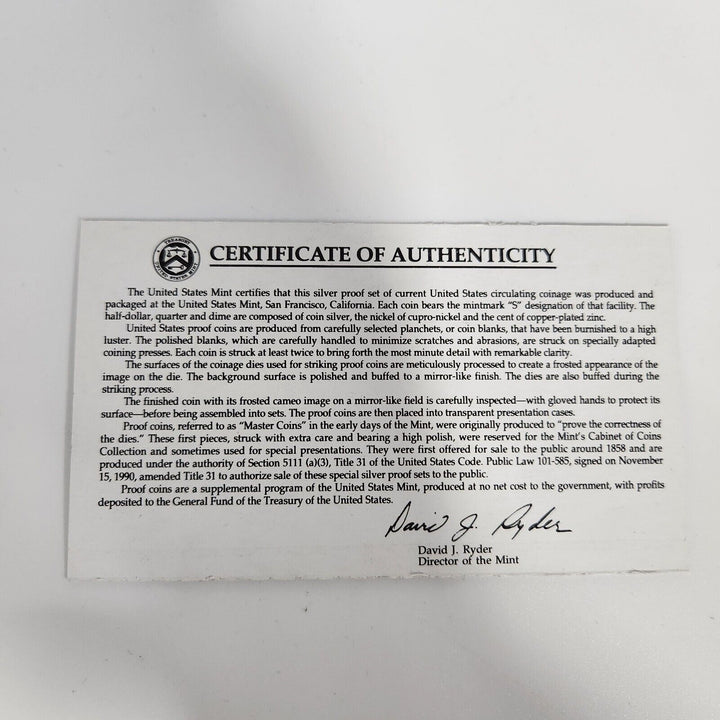 CERTIFICATE OF AUTHENTICITY
The United States Mint certifies that this silver proof set of current United States circulating coinage was produced and
packaged at the United States Mint, San Francisco, California. Each coin bears the mintmark “S” designation of that facility. The
half-dollar, quarter and dime are composed of coin silver, the nickel of cupro-nickel and the cent of copper-plated zinc.
United States proof coins are produced from carefully selected planchets, or coin blanks, that have been burnished to a high
luster. The polished blanks, which are carefully handled to minimize scratches and abrasions, are struck on specially adapted
coining presses. Each coin is struck at least twice to bring forth the most minute detail with remarkable clarity.
The surfaces of the coinage dies used for striking proof coins are meticulously processed to create a frosted appearance of the
image on the die. The background surface is polished and buffed to a mirror-like finish. The dies are also buffed during the
striking process.
The finished coin with its frosted cameo image on a mirror-like field is carefully inspected—with gloved hands to protect its
surface—before being assembled into sets. The proof coins are then placed into transparent presentation cases.
Proof coins, referred to as “Master Coins” in the early days of the Mint, were originally produced to “prove the correctness of
the dies.” These first pieces, struck with extra care and bearing a high polish, were reserved for the Mint's Cabinet of Coins
Collection and sometimes used for special presentations. They were first offered for sale to the public around 1858 and are
produced under the authority of Section 5111 (a)(3), Title 31 of the United States Code. Public Law 101-585, signed on November
15, 1990, amended Title 31 to authorize sale of these special silver proof sets to the public.
Proof coins are a supplemental program of the United States Mint, produced at no net cost to the government, with profits
deposited to the General Fund of the Treasury of the United States.
David J. Ryder
David J. Ryder
Director of the Mint